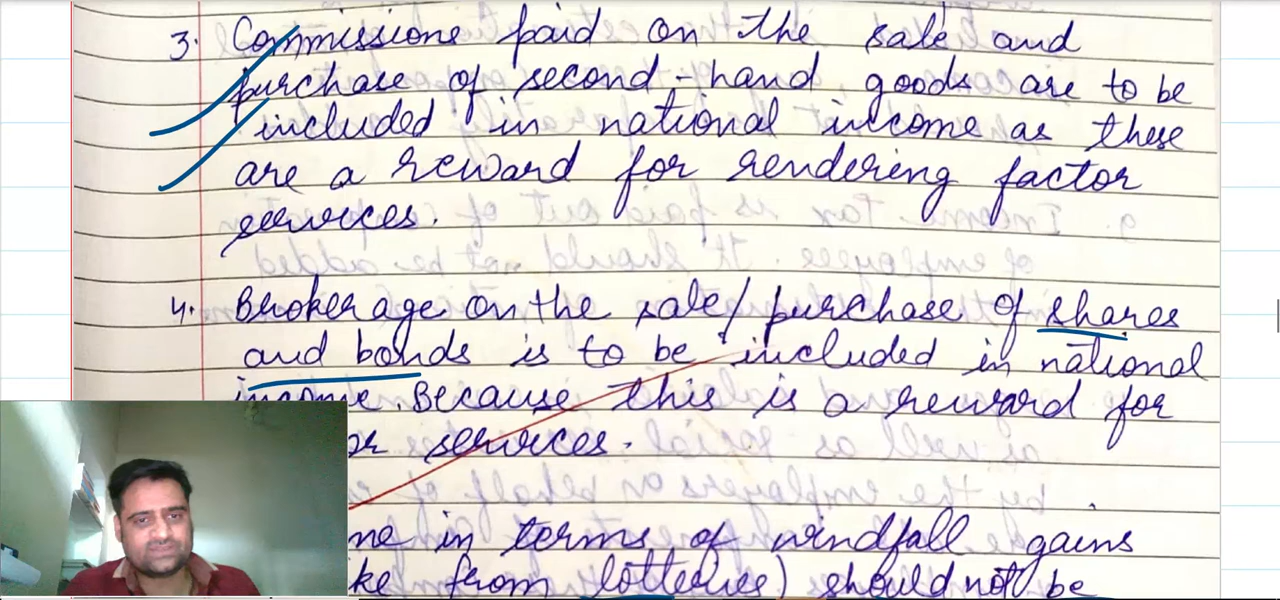 3. Commissions paid on the sale and
purchase of second-hand goods are to be
included in national income as these
are a reward for rendering factor
services.
4. Brokerage on the sale/purchase of shares
and bonds is to be included in national
income. Because this is a reward for
services.
in terms of windfall gains
from lotteries) should not be